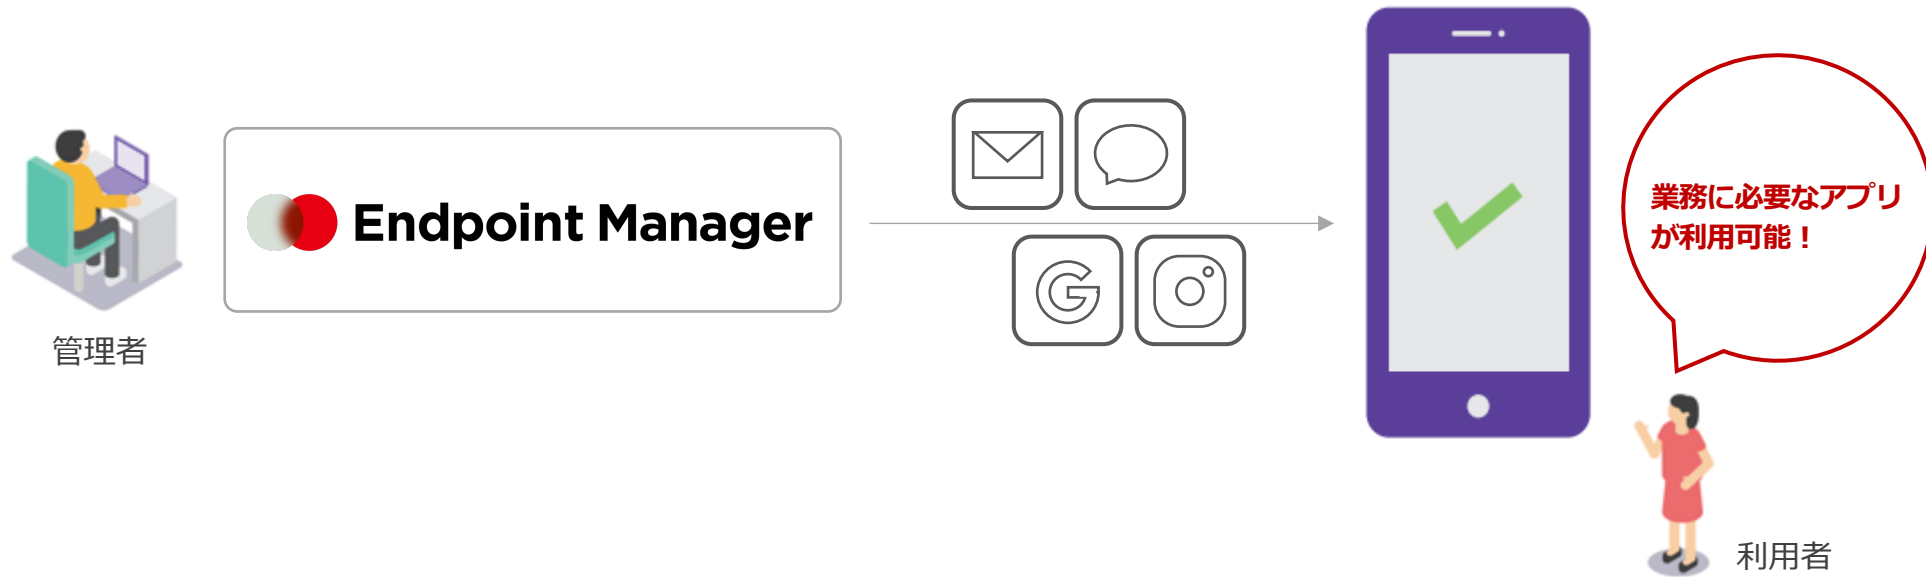 Endpoint Manager
管理者
業務に必要なアプリ
が利用可能！
利用者